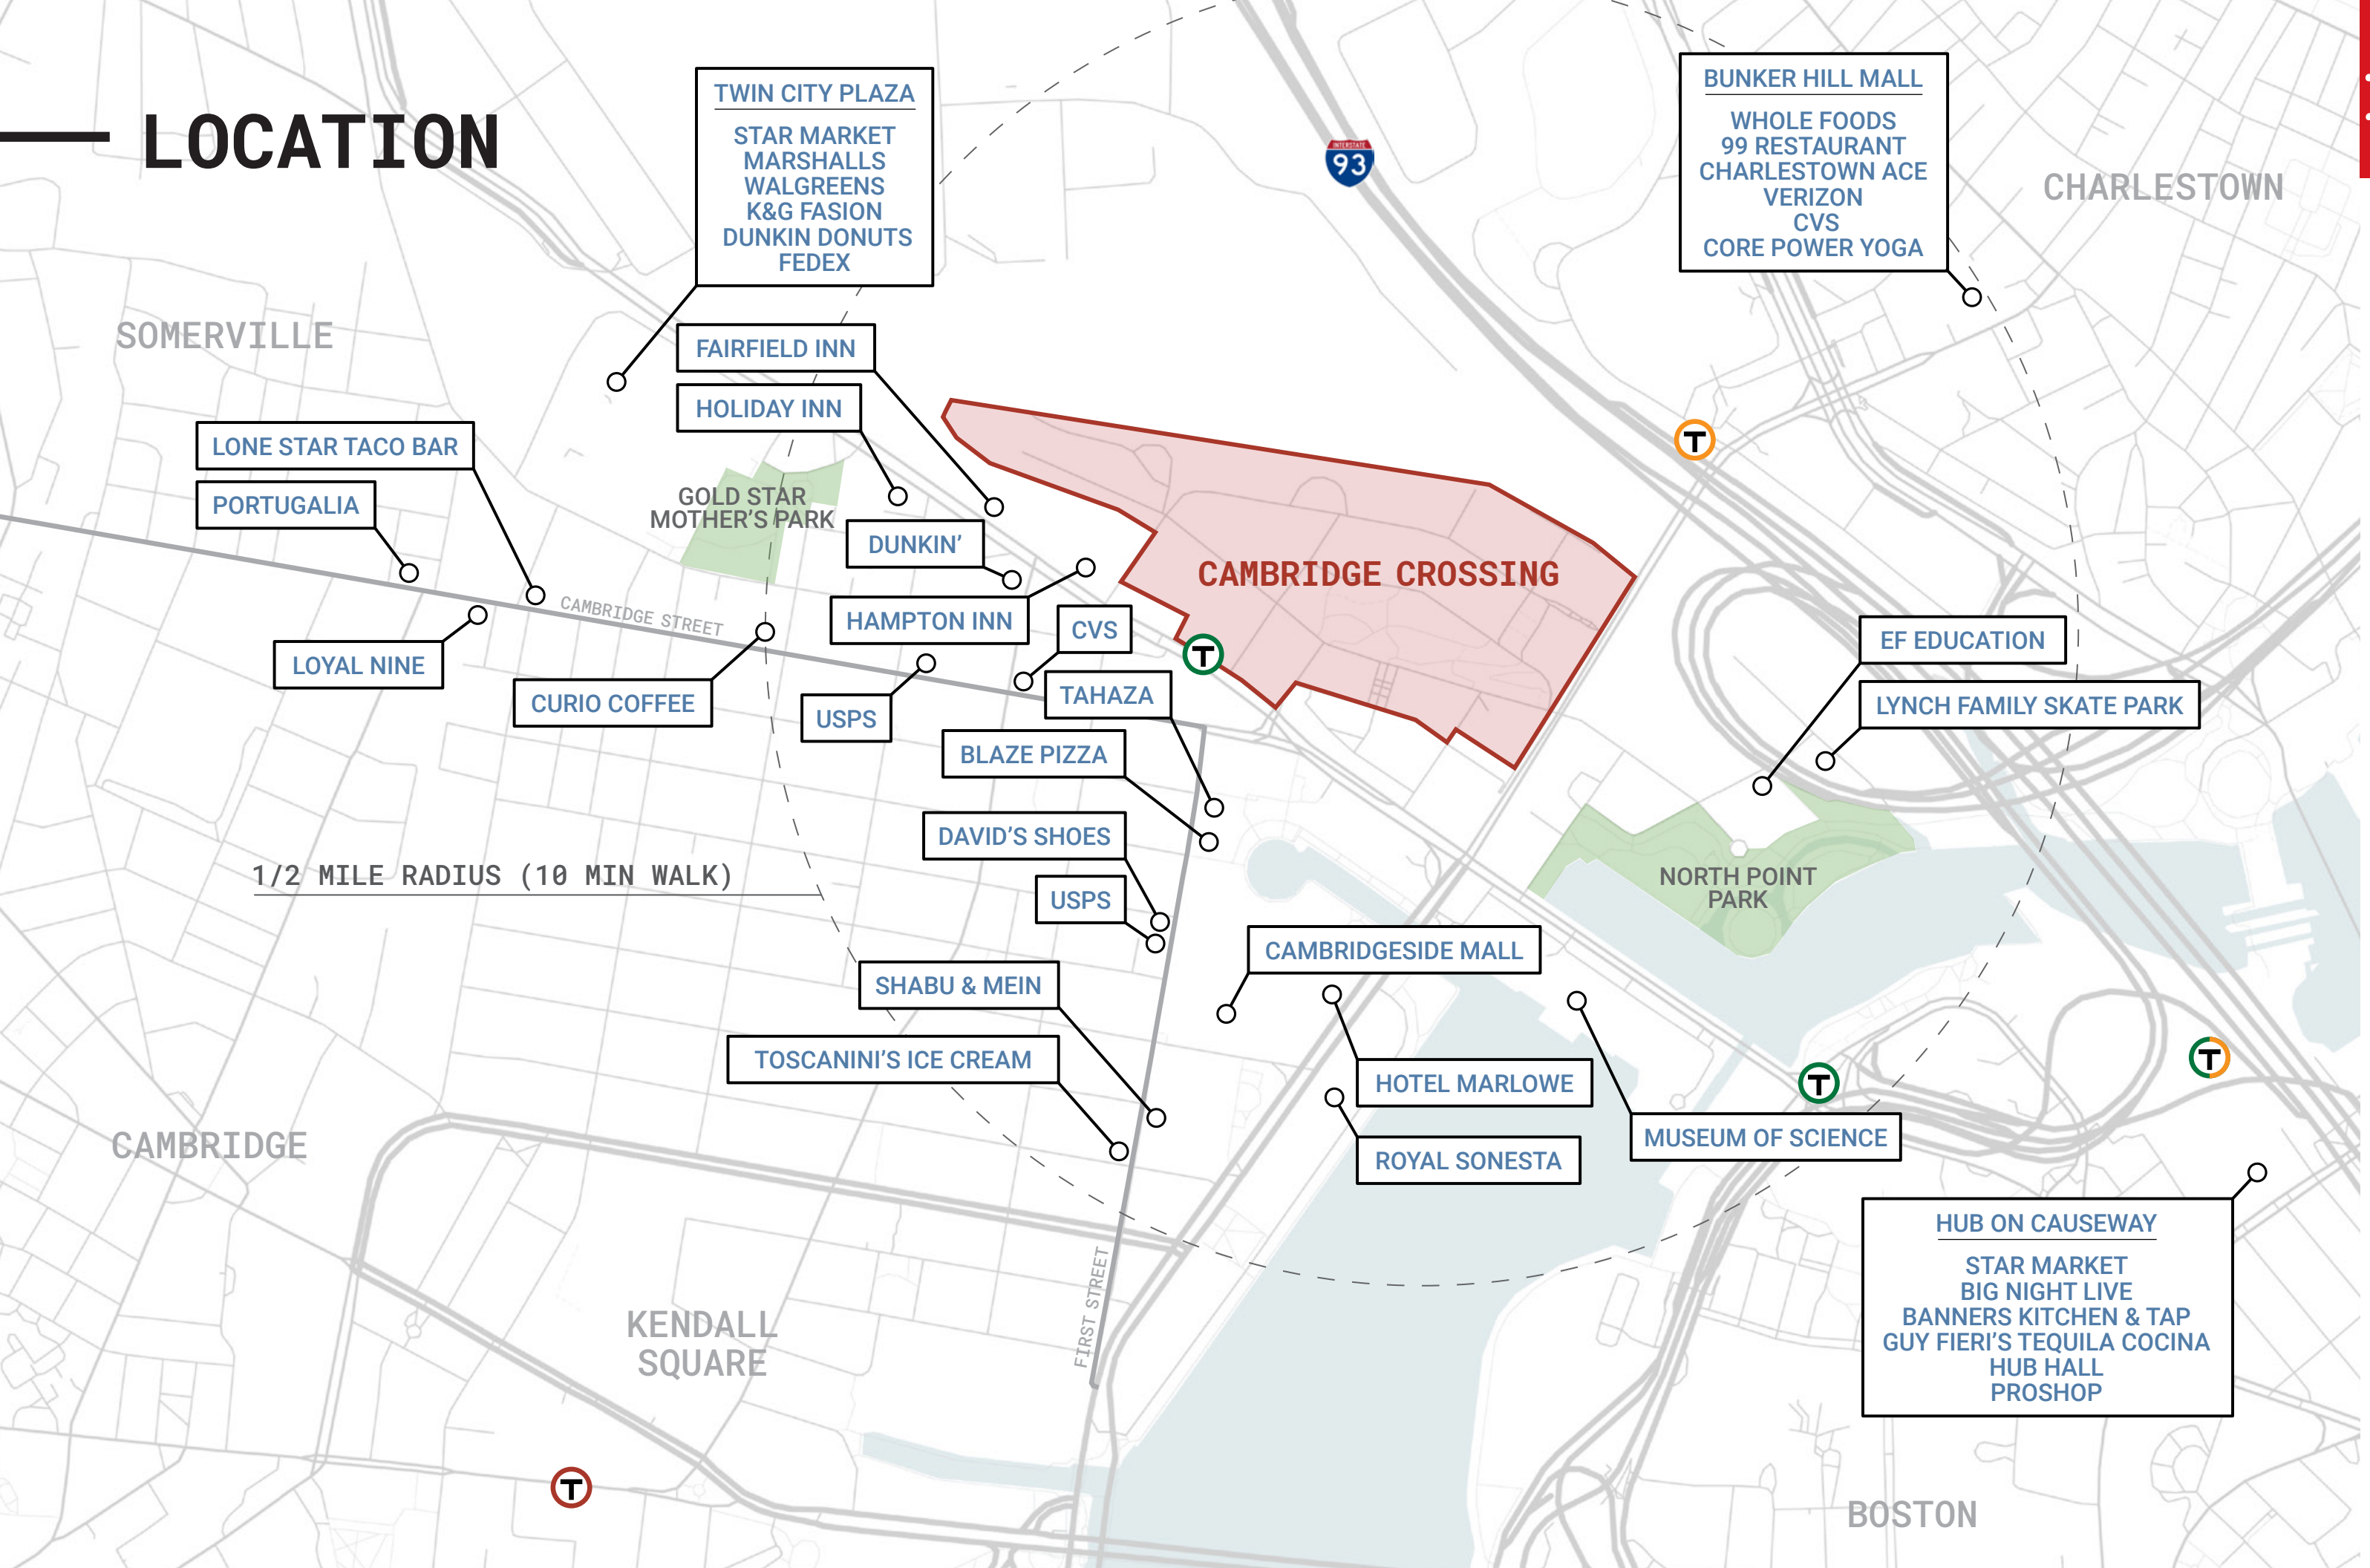 LOCATION
TWIN CITY PLAZA
STAR MARKET
MARSHALLS
WALGREENS
K&G FASION
DUNKIN DONUTS
FEDEX
BUNKER HILL MALL
WHOLE FOODS
99 RESTAURANT
CHARLESTOWN ACE
VERIZON
CVS
CORE POWER YOGA
INTERSTATE
93
CHARLESTOWN
SOMERVILLE
FAIRFIELD INN
HOLIDAY INN
LONE STAR TACO BAR
PORTUGALIA
GOLD STAR
MOTHER'S PARK
T
DUNKIN'
CAMBRIDGE CROSSING
CAMBRIDGE STREET
HAMPTON INN
CVS
T
EF EDUCATION
LOYAL NINE
CURIO COFFEE
USPS
TAHAZA
LYNCH FAMILY SKATE PARK
BLAZE PIZZA
DAVID'S SHOES
1/2 MILE RADIUS (10 MIN WALK)
USPS
NORTH POINT
PARK
CAMBRIDGESIDE MALL
SHABU & MEIN
TOSCANINI'S ICE CREAM
HOTEL MARLOWE
T
T
CAMBRIDGE
MUSEUM OF SCIENCE
ROYAL SONESTA
HUB ON CAUSEWAY
STAR MARKET
BIG NIGHT LIVE
BANNERS KITCHEN & TAP
GUY FIERI'S TEQUILA COCINA
HUB HALL
PROSHOP
FIRST STREET
KENDALL
SQUARE
T
BOSTON